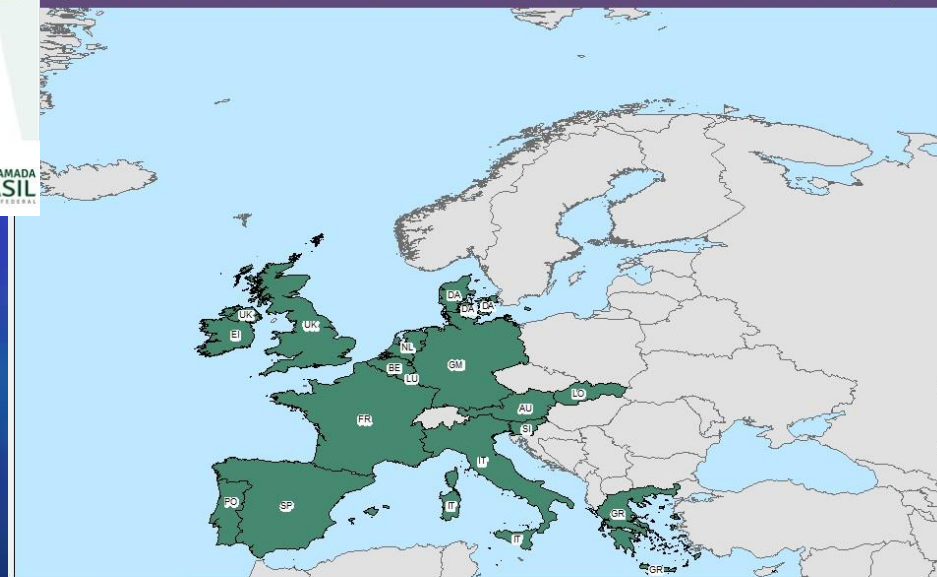 AMADA
SIL
FEDERAL
DA
DA
DA
UK
UK
EI
NL
BE
GM
LU
LO
AU
FR
SI
IT
PO
SP
IT
GR
IT
GR